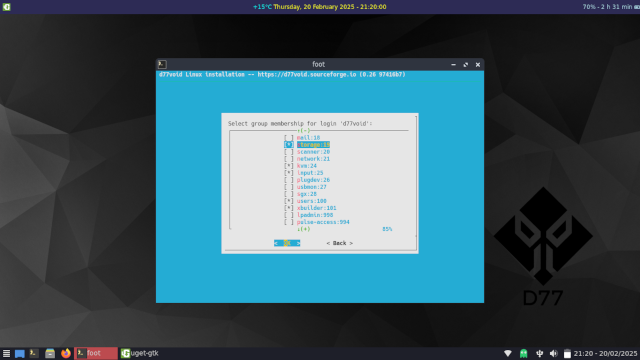 +15°C Thursday, 20 February 2025 - 21:20:00
70% - 2 h 31 min
foot
d77void Linux installation -- https://d77void.sourceforge.io (0.26 97416b7)
Select group membership for login 'd77void':
↑(-)
[ ] mail:18
[*] storage:19
[ ] scanner:20
[ ] network:21
[*] kvm:24
[*] input:25
[ ] plugdev:26
[ ] usbmon:27
[ ] sgx:28
[*] users:100
[*] xbuilder:101
[ ] lpadmin:990
[ ] pulse-access:994
↓(+) 85%
< OK > < Back >
D77
foot
uget-gtk
21:20 - 20/02/2025